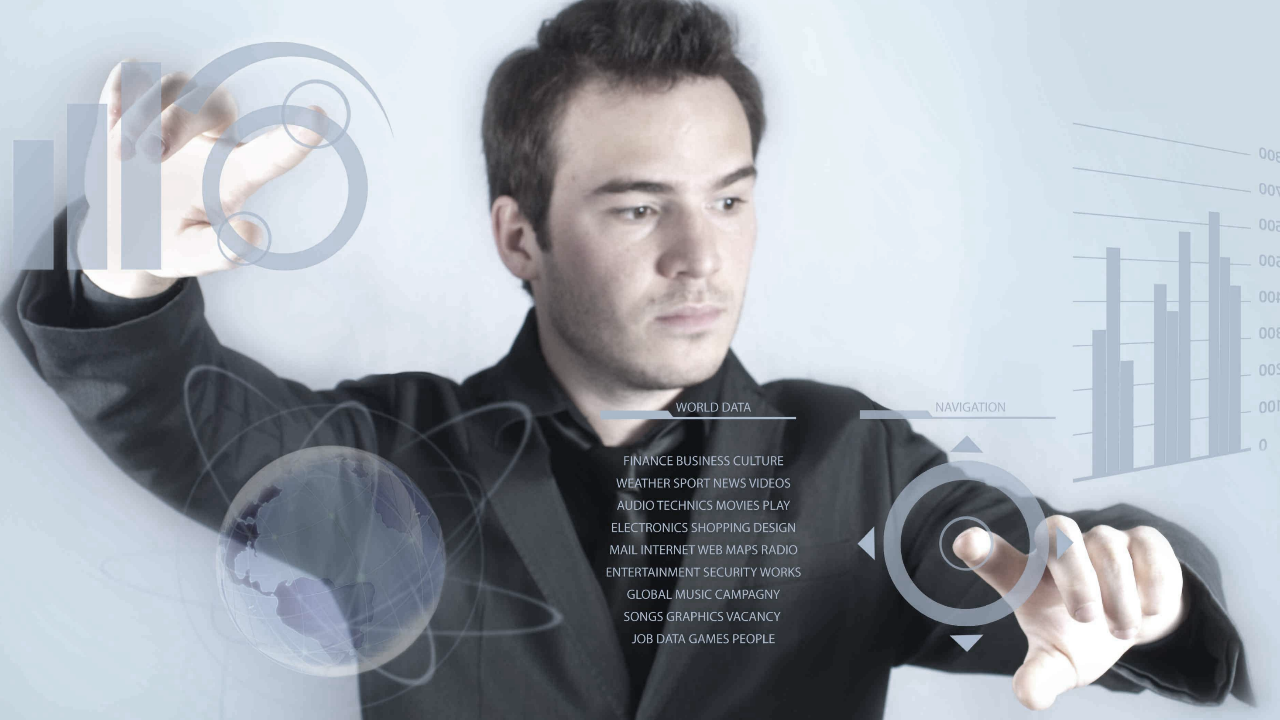 WORLD DATA
FINANCE BUSINESS CULTURE
WEATHER SPORT NEWS VIDEOS
AUDIO TECHNICS MOVIES PLAY
ELECTRONICS SHOPPING DESIGN
MAIL INTERNET WEB MAPS RADIO
ENTERTAINMENT SECURITY WORKS
GLOBAL MUSIC CAMPAGNY
SONGS GRAPHICS VACANCY
JOB DATA GAMES PEOPLE
NAVIGATION
0